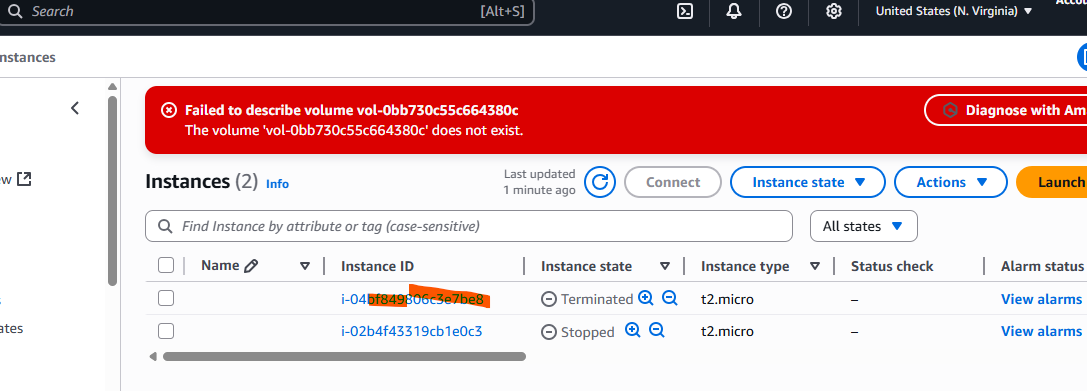 Search [Alt+S] United States (N. Virginia)
nstances
Failed to describe volume vol-0bb730c55c664380c
The volume 'vol-0bb730c55c664380c' does not exist.
Diagnose with Am
Instances (2) Info
Last updated
1 minute ago
Connect Instance state Actions Launch
Find Instance by attribute or tag (case-sensitive) All states
Name Instance ID Instance state Instance type Status check Alarm status
i-04bf849806c3e7be8 Terminated t2.micro – View alarms
i-02b4f43319cb1e0c3 Stopped t2.micro – View alarms
ew
ates